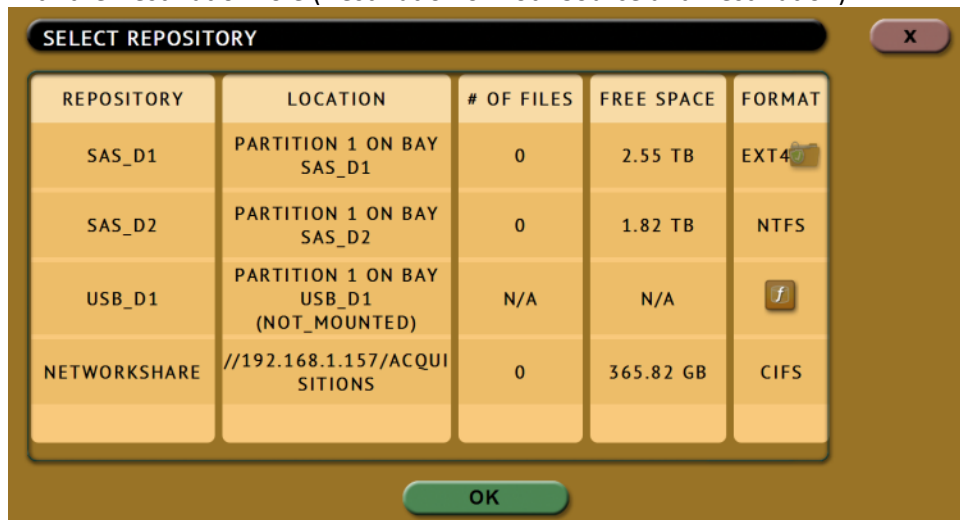 SELECT REPOSITORY
X
REPOSITORY LOCATION # OF FILES FREE SPACE FORMAT
SAS_D1 PARTITION 1 ON BAY SAS_D1 0 2.55 TB EXT4
SAS_D2 PARTITION 1 ON BAY SAS_D2 0 1.82 TB NTFS
USB_D1 PARTITION 1 ON BAY USB_D1 (NOT_MOUNTED) N/A N/A f
NETWORKSHARE //192.168.1.157/ACQUISITIONS 0 365.82 GB CIFS
OK